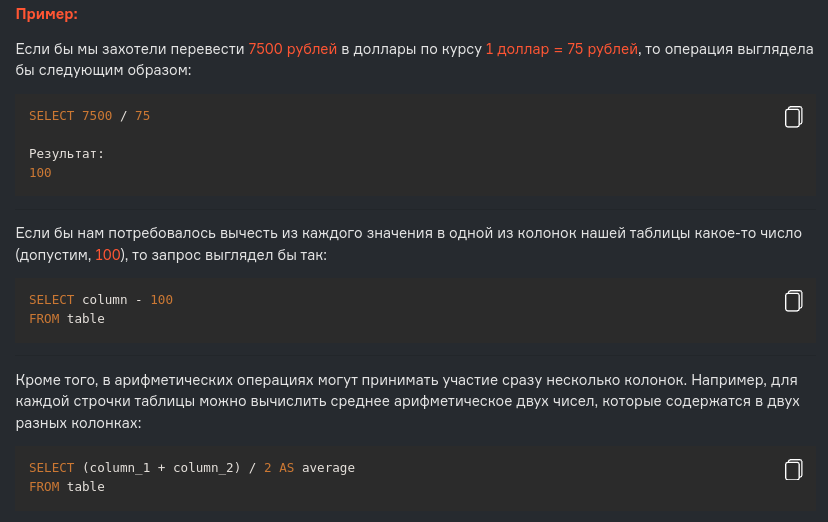 Пример:
Если бы мы захотели перевести 7500 рублей в доллары по курсу 1 доллар = 75 рублей, то операция выглядела
бы следующим образом:
SELECT 7500 / 75
Результат:
100
Если бы нам потребовалось вычесть из каждого значения в одной из колонок нашей таблицы какое-то число
(допустим, 100), то запрос выглядел бы так:
SELECT column - 100
FROM table
Кроме того, в арифметических операциях могут принимать участие сразу несколько колонок. Например, для
каждой строчки таблицы можно вычислить среднее арифметическое двух чисел, которые содержатся в двух
разных колонках:
SELECT (column_1 + column_2) / 2 AS average
FROM table